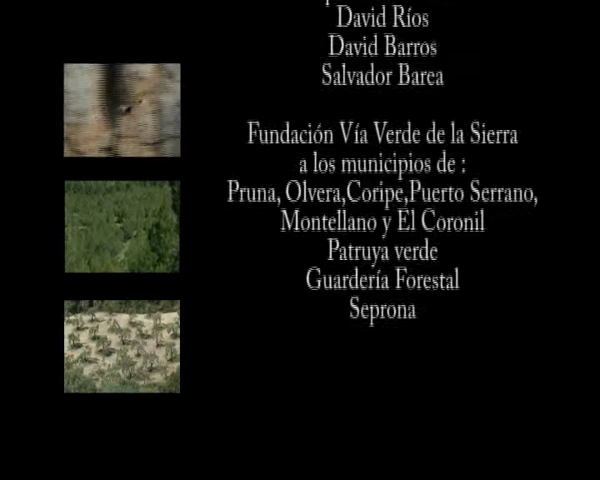 David Ríos
David Barros
Salvador Barea
Fundación Vía Verde de la Sierra
a los municipios de :
Pruna, Olvera,Coripe,Puerto Serrano,
Montellano y El Coronil
Patruya verde
Guardería Forestal
Seprona